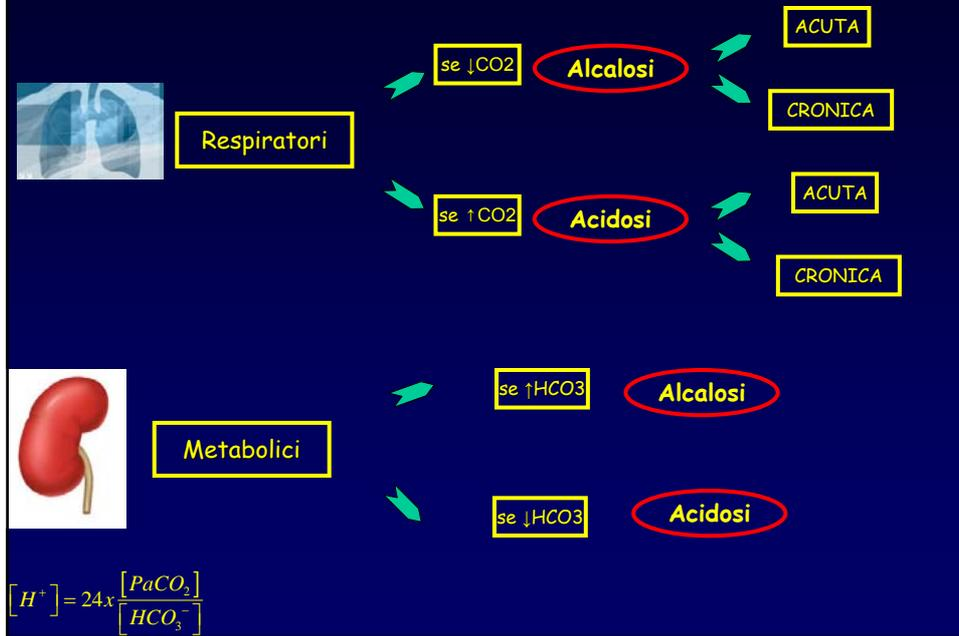 ACUTA
se ↓CO2
Alcalosi
CRONICA
Respiratori
ACUTA
se ↑CO2
Acidosi
CRONICA
se ↑HCO3
Alcalosi
Metabolici
se ↓HCO3
Acidosi
[H⁺] = 24x [PaCO₂] / [HCO₃⁻]